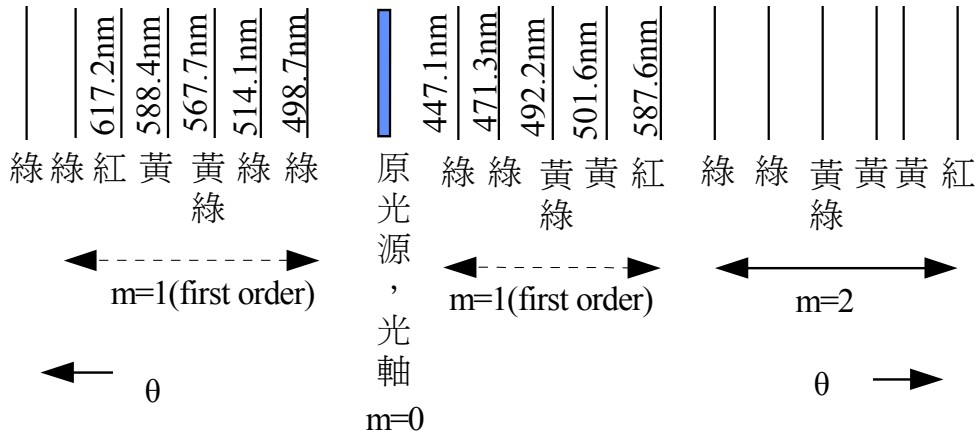 617.2nm
588.4nm
567.7nm
514.1nm
498.7nm
447.1nm
471.3nm
492.2nm
501.6nm
587.6nm
綠
綠
紅
黃
黃綠
綠
綠
原光源，光軸
綠
綠
黃綠
黃
紅
綠
綠
黃綠
黃
黃
紅
m=1(first order)
m=1(first order)
m=2
θ
θ
m=0